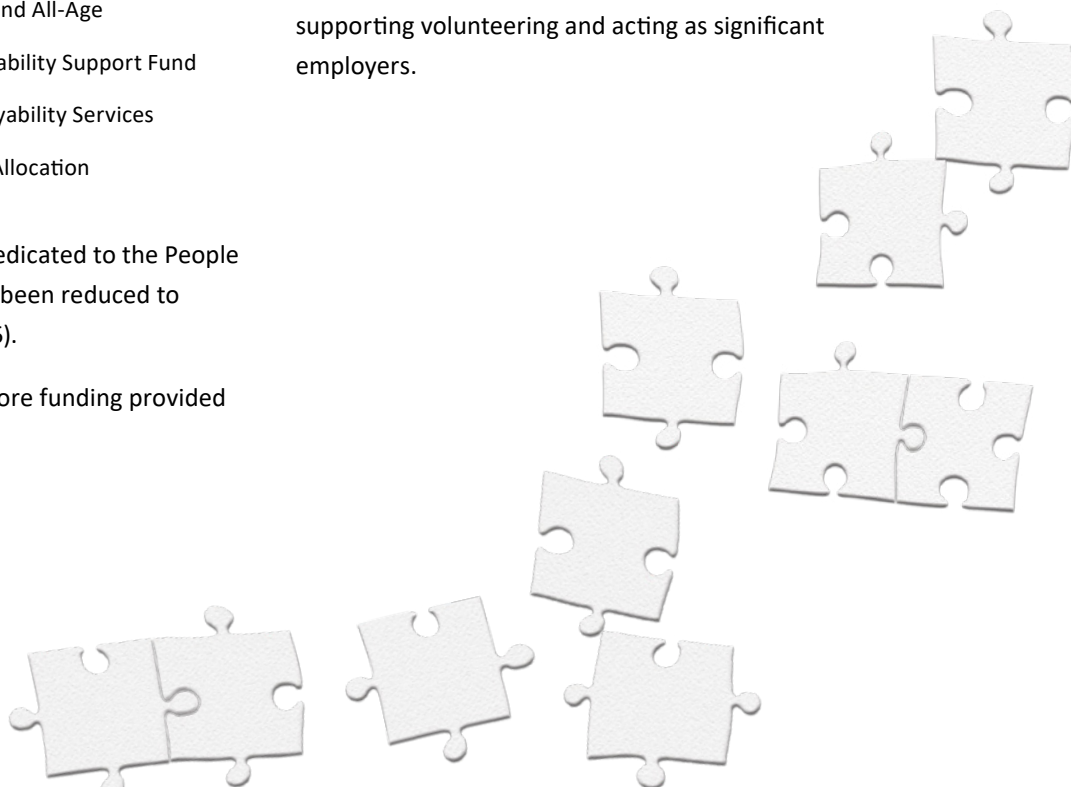 nd All-Age
ability Support Fund
yability Services
Allocation
edicated to the People
been reduced to
).
ore funding provided
supporting volunteering and acting as significant
employers.